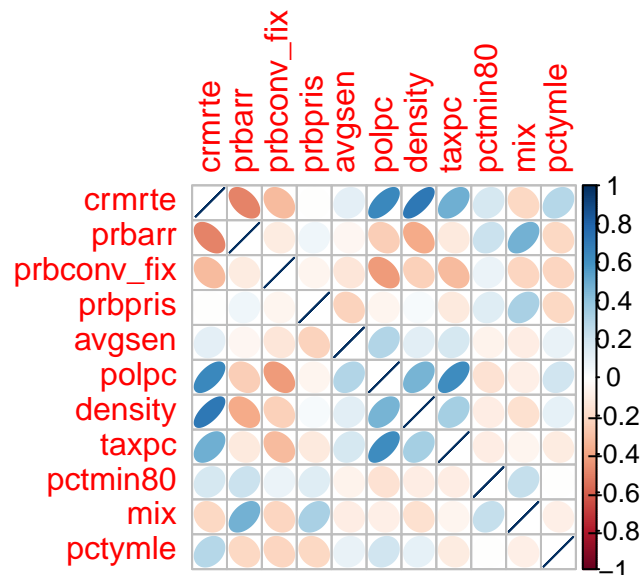 crmrte
prbarr
prbconv_fix
prbpris
avgsen
polpc
density
taxpc
pctmin80
mix
pctymle
crmrte
prbarr
prbconv_fix
prbpris
avgsen
polpc
density
taxpc
pctmin80
mix
pctymle
1
0.8
0.6
0.4
0.2
0
-0.2
-0.4
-0.6
-0.8
-1